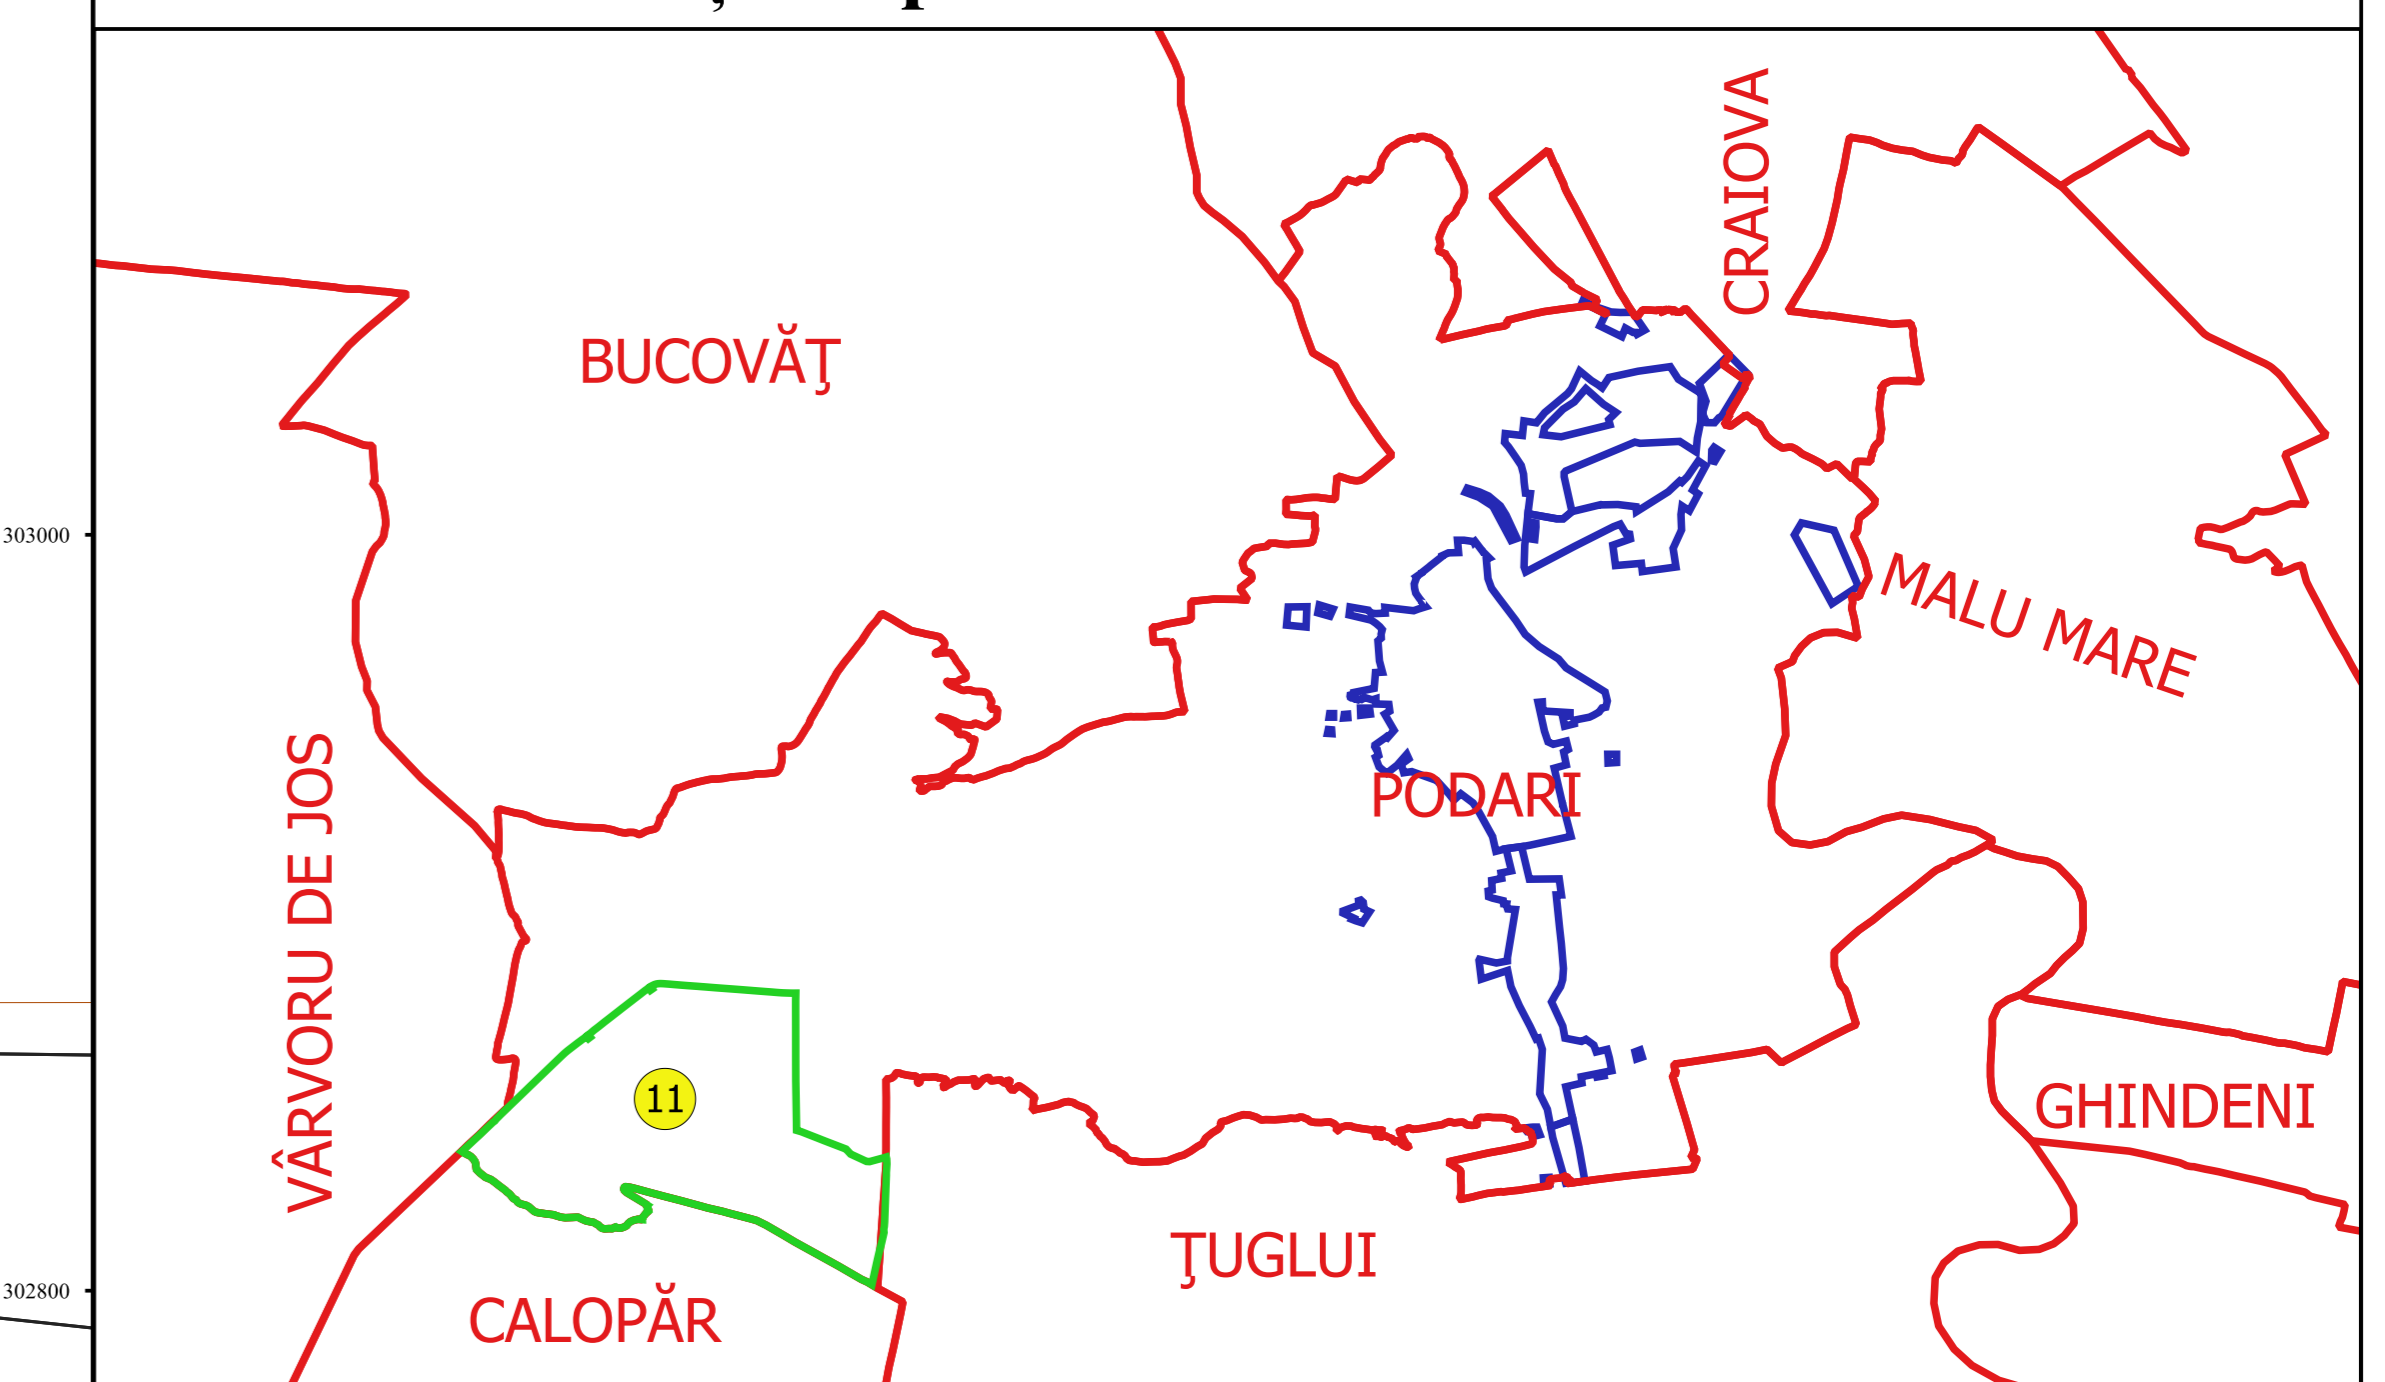 CRAIOVA
BUCOVĂŢ
303000
MALU MARE
VÂRVORU DE JOS
PODARI
11
GHINDENI
ŢUGLUI
302800
CALOPĂR